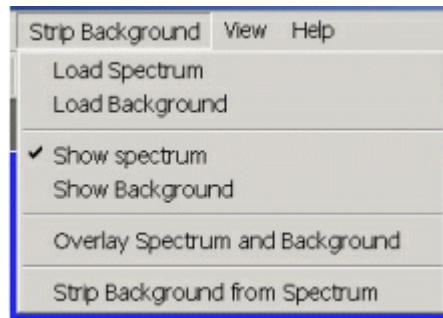 Strip Background View Help
Load Spectrum
Load Background
Show spectrum
Show Background
Overlay Spectrum and Background
Strip Background from Spectrum